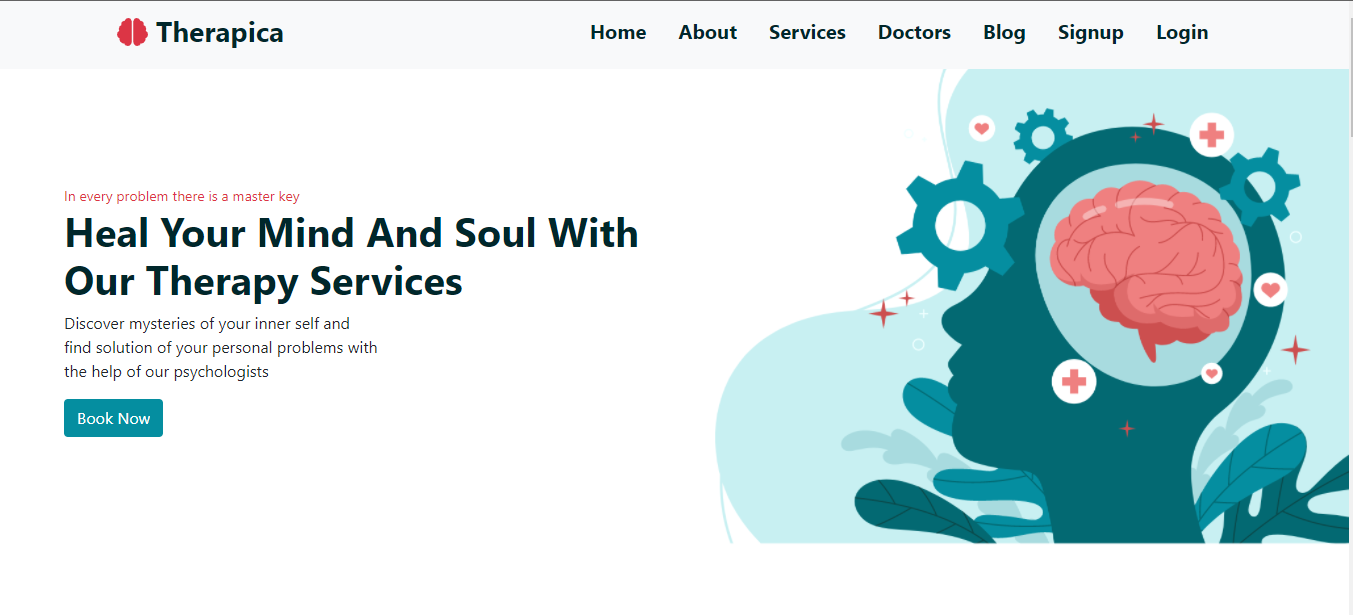 Therapica
Home About Services Doctors Blog Signup Login
In every problem there is a master key
Heal Your Mind And Soul With
Our Therapy Services
Discover mysteries of your inner self and
find solution of your personal problems with
the help of our psychologists
Book Now